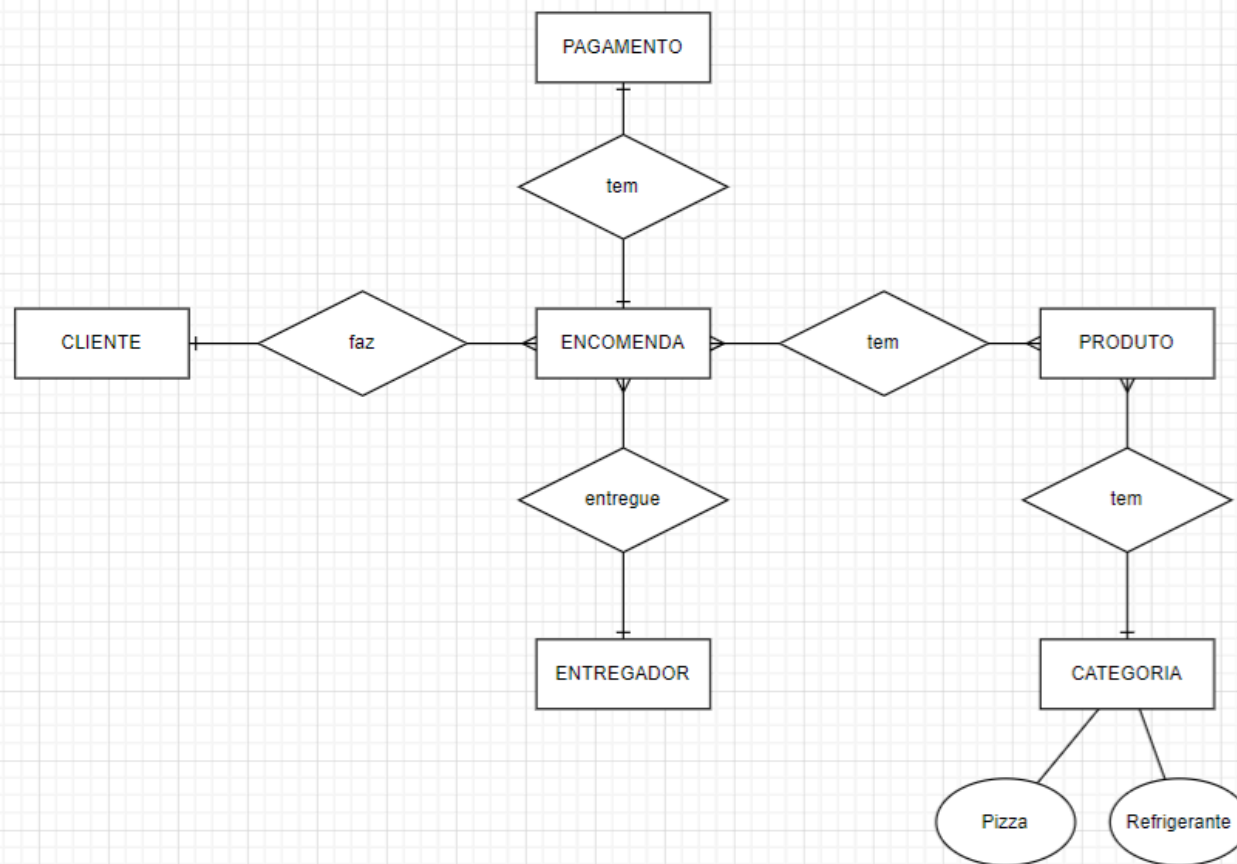 PAGAMENTO
tem
CLIENTE
faz
ENCOMENDA
tem
PRODUTO
entregue
tem
ENTREGADOR
CATEGORIA
Pizza
Refrigerante